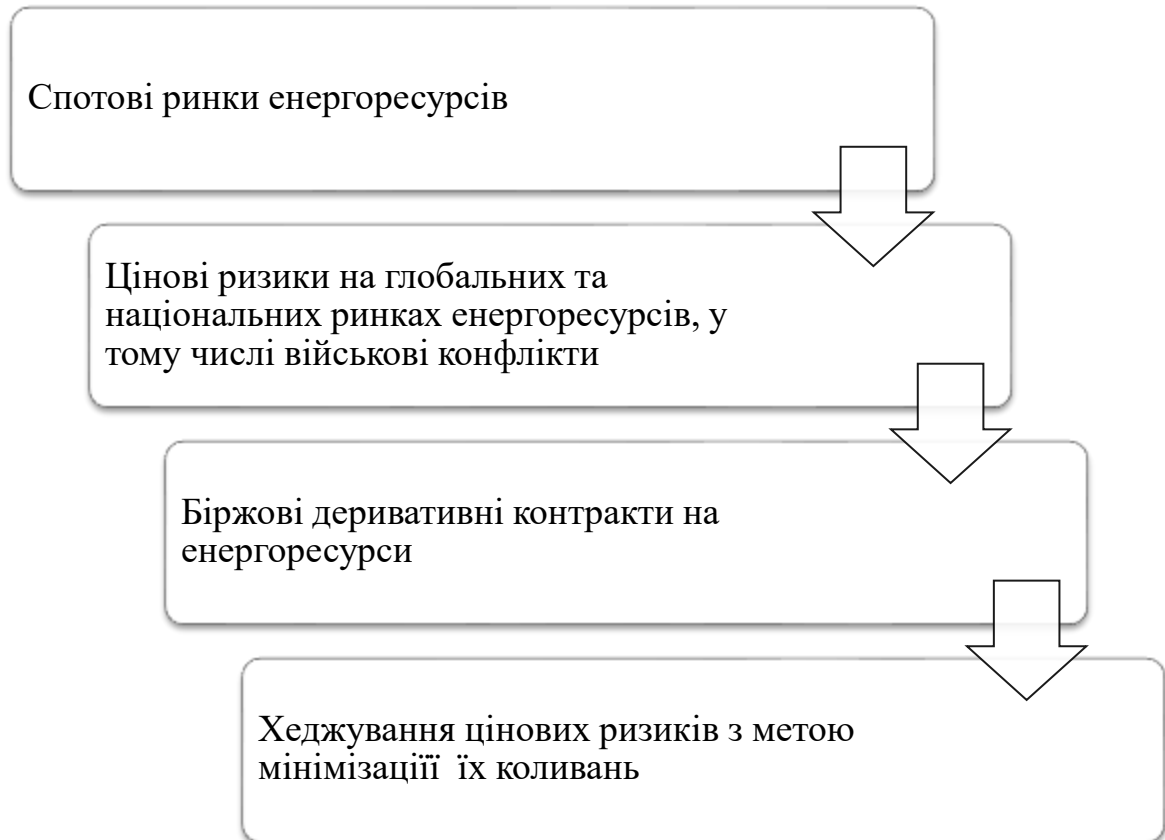 Спотові ринки енергоресурсів
Цінові ризики на глобальних та
національних ринках енергоресурсів, у
тому числі військові конфлікти
Біржові деривативні контракти на
енергоресурси
Хеджування цінових ризиків з метою
мінімізаціїї  їх коливань